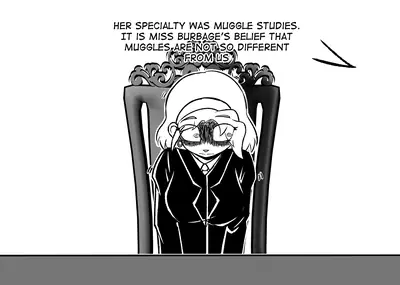 HER SPECIALTY WAS MUGGLE STUDIES.
IT IS MISS BURBAGE'S BELIEF THAT
MUGGLES ARE NOT SO DIFFERENT
FROM US